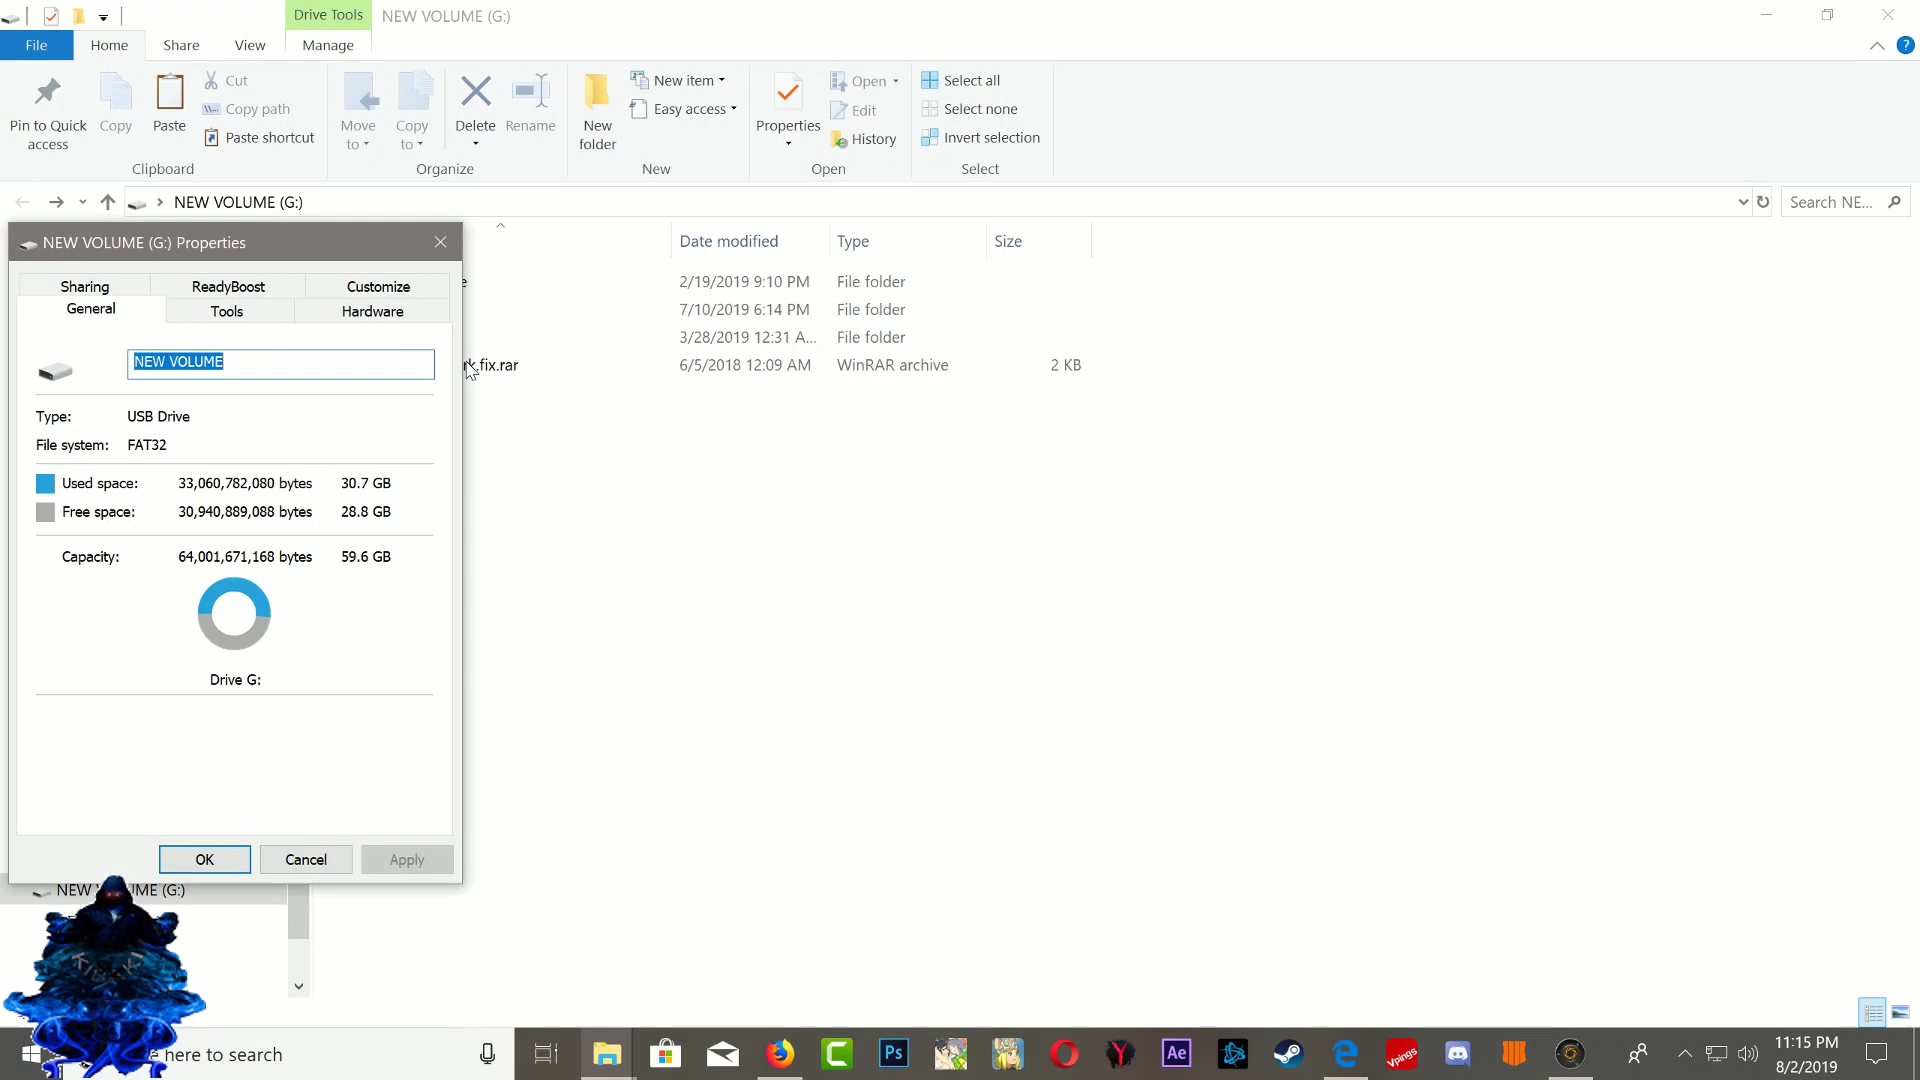 Drive Tools NEW VOLUME (G:)
File Home Share View Manage
Pin to Quick access
Copy
Paste
Cut
Copy path
Paste shortcut
Clipboard
Move to
Copy to
Delete
Rename
Organize
New folder
New item
Easy access
New
Properties
Open
Edit
History
Open
Select all
Select none
Invert selection
Select
NEW VOLUME (G:)
Search NE...
NEW VOLUME (G:) Properties
Date modified Type Size
Sharing ReadyBoost Customize
General Tools Hardware
2/19/2019 9:10 PM File folder
7/10/2019 6:14 PM File folder
3/28/2019 12:31 A... File folder
fix.rar 6/5/2018 12:09 AM WinRAR archive 2 KB
NEW VOLUME
Type: USB Drive
File system: FAT32
Used space: 33,060,782,080 bytes 30.7 GB
Free space: 30,940,889,088 bytes 28.8 GB
Capacity: 64,001,671,168 bytes 59.6 GB
Drive G:
OK Cancel Apply
(G:)
here to search
Ps
Ae
Vpings
11:15 PM
8/2/2019